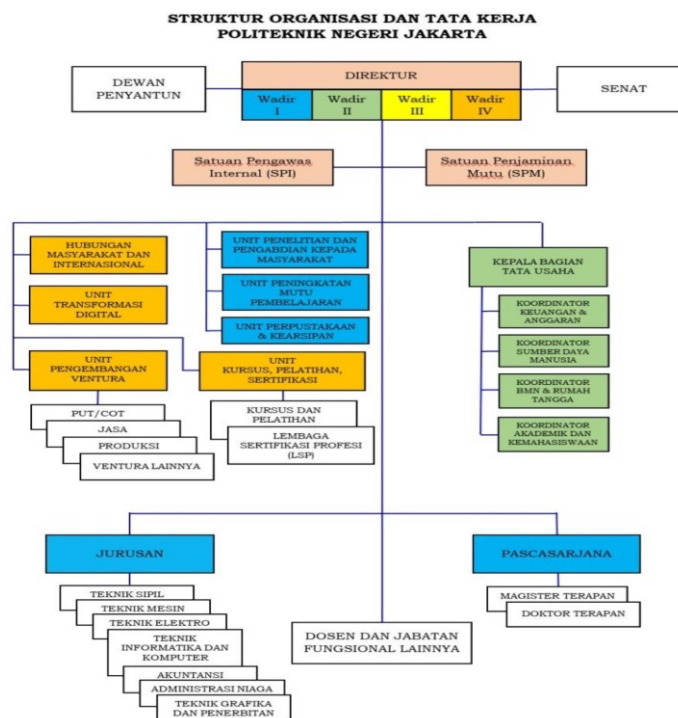 STRUKTUR ORGANISASI DAN TATA KERJA
POLITEKNIK NEGERI JAKARTA
DEWAN
PENYANTUN
DIREKTUR
Wadir
I
Wadir
II
Wadir
III
Wadir
IV
SENAT
Satuan Pengawas
Internal (SPI)
Satuan Penjaminan
Mutu (SPM)
HUBUNGAN
MASYARAKAT DAN
INTERNASIONAL
UNIT
TRANSFORMASI
DIGITAL
UNIT PENELITIAN DAN
PENGABDIAN KEPADA
MASYARAKAT
UNIT PENINGKATAN
MUTU
PEMBELAJARAN
UNIT PERPUSTAKAAN
& KEARSIPAN
KEPALA BAGIAN
TATA USAHA
KOORDINATOR
KEUANGAN &
ANGGARAN
KOORDINATOR
SUMBER DAYA
MANUSIA
KOORDINATOR
BMN & RUMAH
TANGGA
KOORDINATOR
AKADEMIK DAN
KEMAHASISWAAN
UNIT
PENGEMBANGAN
VENTURA
PUT/COT
JASA
PRODUKSI
VENTURA LAINNYA
UNIT
KURSUS, PELATIHAN,
SERTIFIKASI
KURSUS DAN
PELATIHAN
LEMBAGA
SERTIFIKASI PROFESI
(LSP)
JURUSAN
TEKNIK SIPIL
TEKNIK MESIN
TEKNIK ELEKTRO
TEKNIK
INFORMATIKA DAN
KOMPUTER
AKUNTANSI
ADMINISTRASI NIAGA
TEKNIK GRAFIKA
DAN PENERBITAN
DOSEN DAN JABATAN
FUNGSIONAL LAINNYA
PASCASARJANA
MAGISTER TERAPAN
DOKTOR TERAPAN